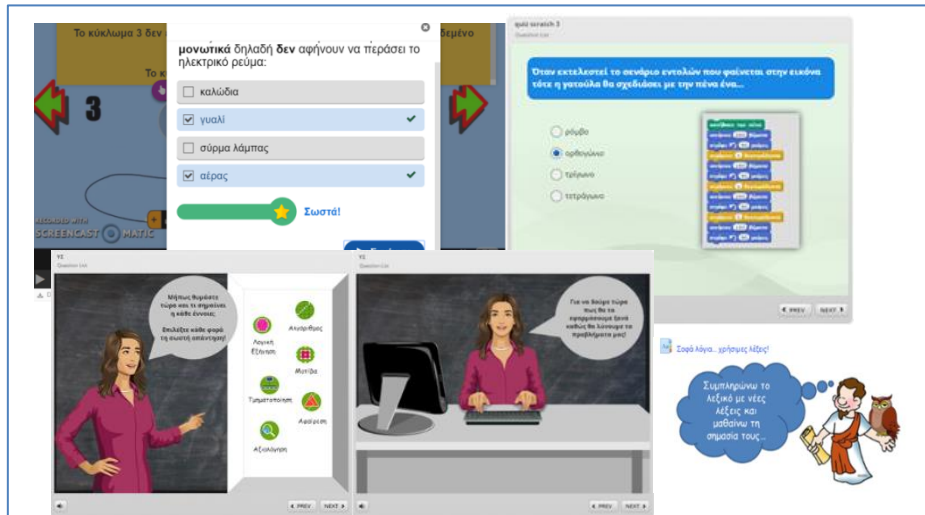 Το κύκλωμα 3 δεν
δεμένο
Το κ
3
μονωτικά δηλαδή δεν αφήνουν να περάσει το
ηλεκτρικό ρεύμα:
καλώδια
γυαλί
σύρμα λάμπας
αέρας
Σωστά!
RECORDED WITH
SCREENCAST MATIC
quiz scratch 3
Question List
Όταν εκτελεστεί το σενάριο εντολών που φαίνεται στην εικόνα
τότε η γατούλα θα σχεδιάσει με την πένα ένα...
ρόμβο
ορθογώνιο
τρίγωνο
τετράγωνο
PREV NEXT
ΥΣ
Question List
Μήπως θυμάστε
τώρα και τι σημαίνει
η κάθε έννοια;
Επιλέξτε κάθε φορά
τη σωστή απάντηση!
Αλγόριθμος
Λογική
Εξήγηση
Μοτίβα
Τμηματοποίηση
Αφαίρεση
Αξιολόγηση
PREV NEXT
ΥΣ
Question List
Για να δούμε τώρα
πως θα τα
εφαρμόσουμε ξανά
καθώς θα λύνουμε τα
προβλήματα μας!
PREV NEXT
Σοφά λόγια... χρήσιμες λέξεις!
Συμπληρώνω το
λεξικό με νέες
λέξεις και
μαθαίνω τη
σημασία τους...